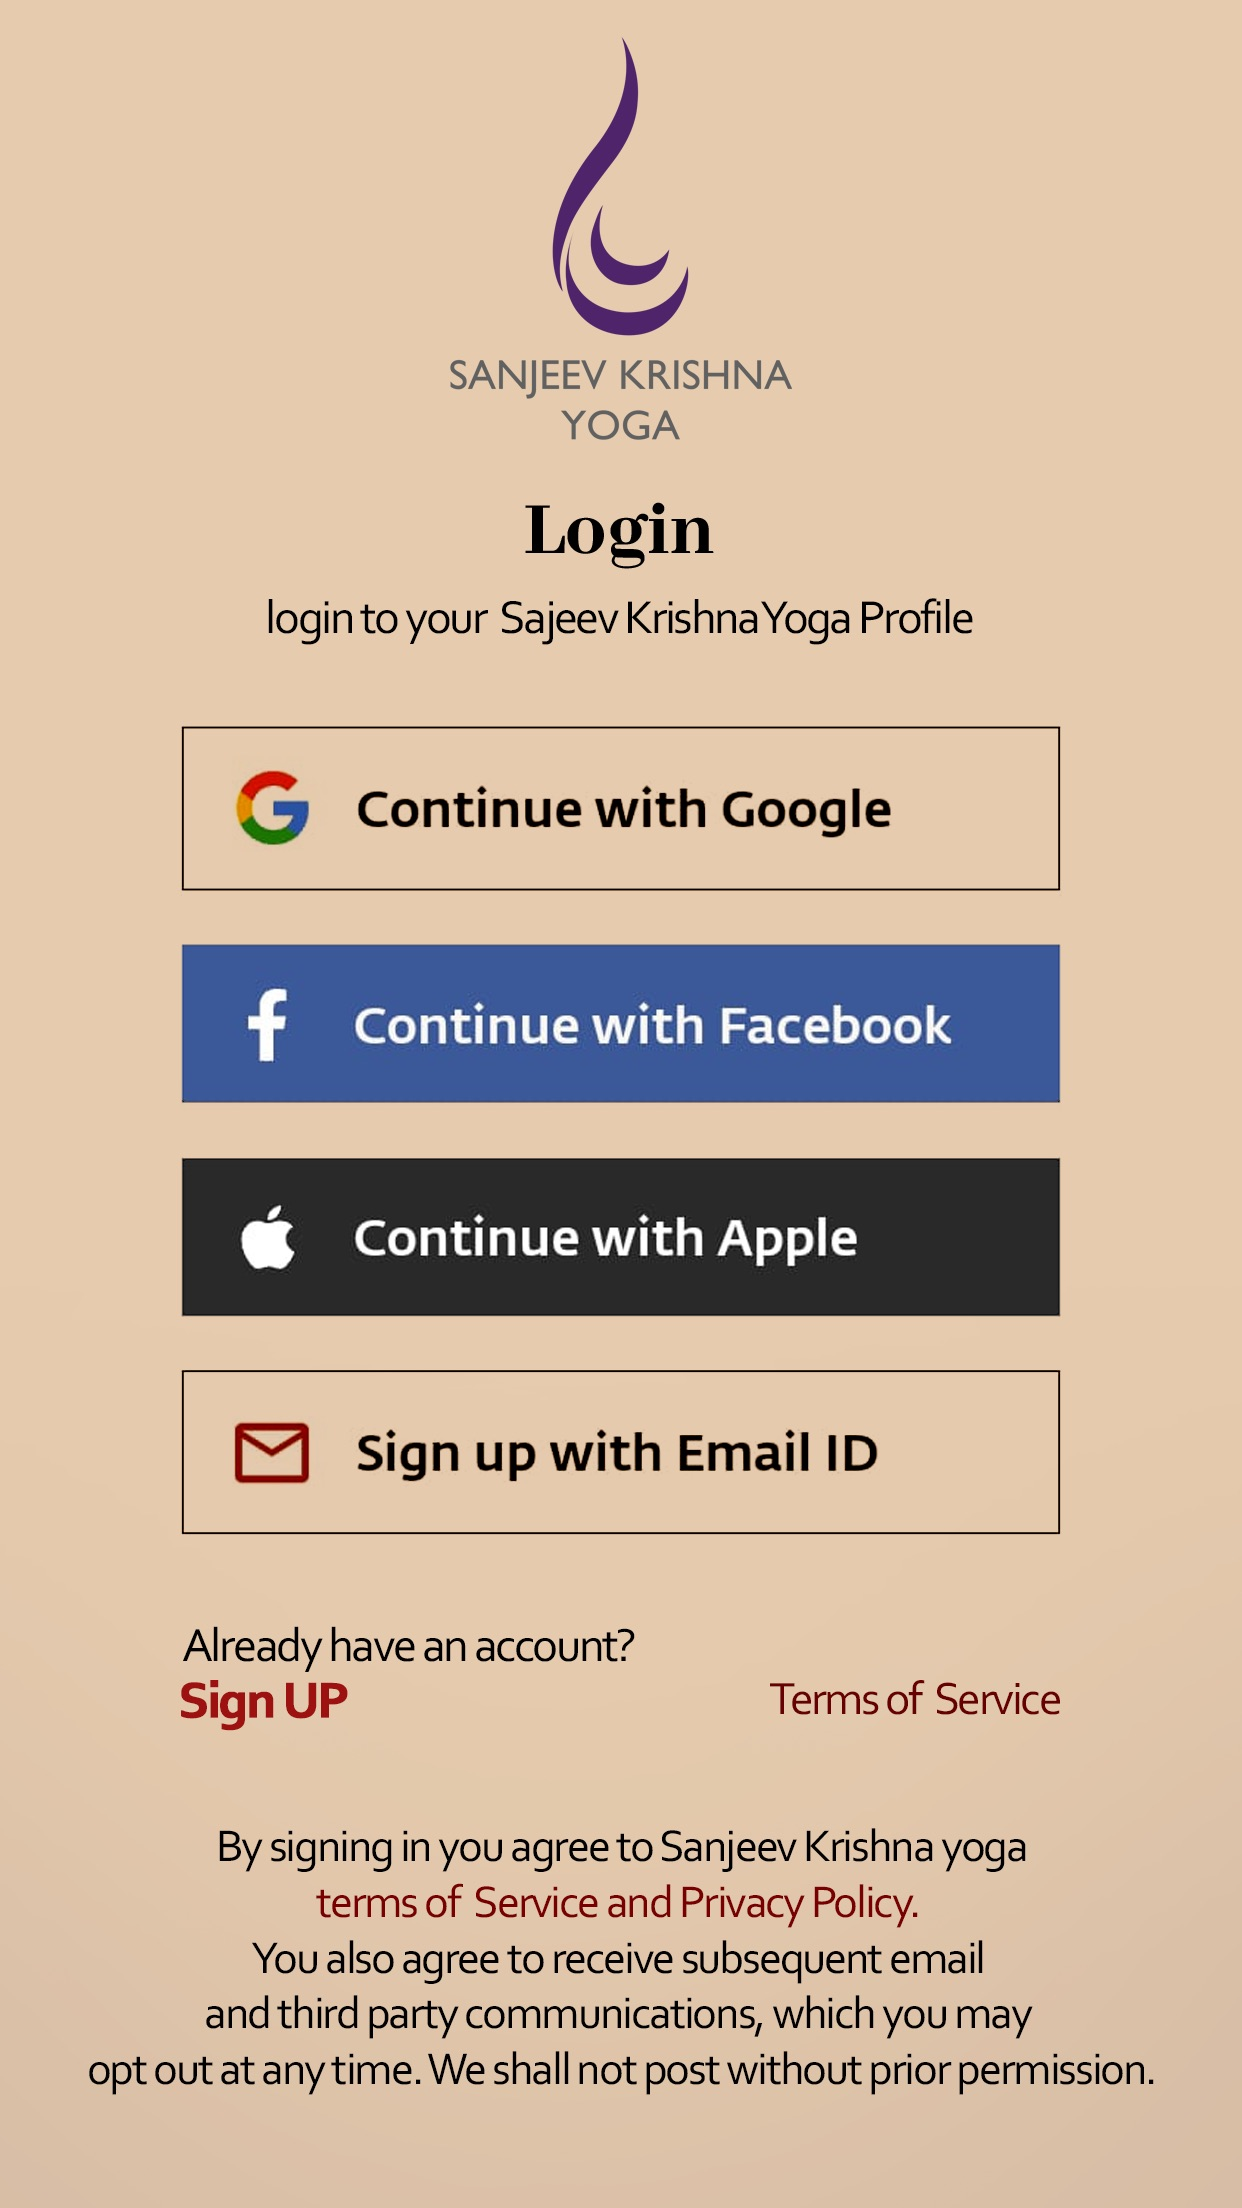 SANJEEV KRISHNA
YOGA
Login
login to your Sajeev Krishna Yoga Profile
Continue with Google
Continue with Facebook
Continue with Apple
Sign up with Email ID
Already have an account?
Sign UP
Terms of Service
By signing in you agree to Sanjeev Krishna yoga
terms of Service and Privacy Policy.
You also agree to receive subsequent email
and third party communications, which you may
opt out at any time. We shall not post without prior permission.